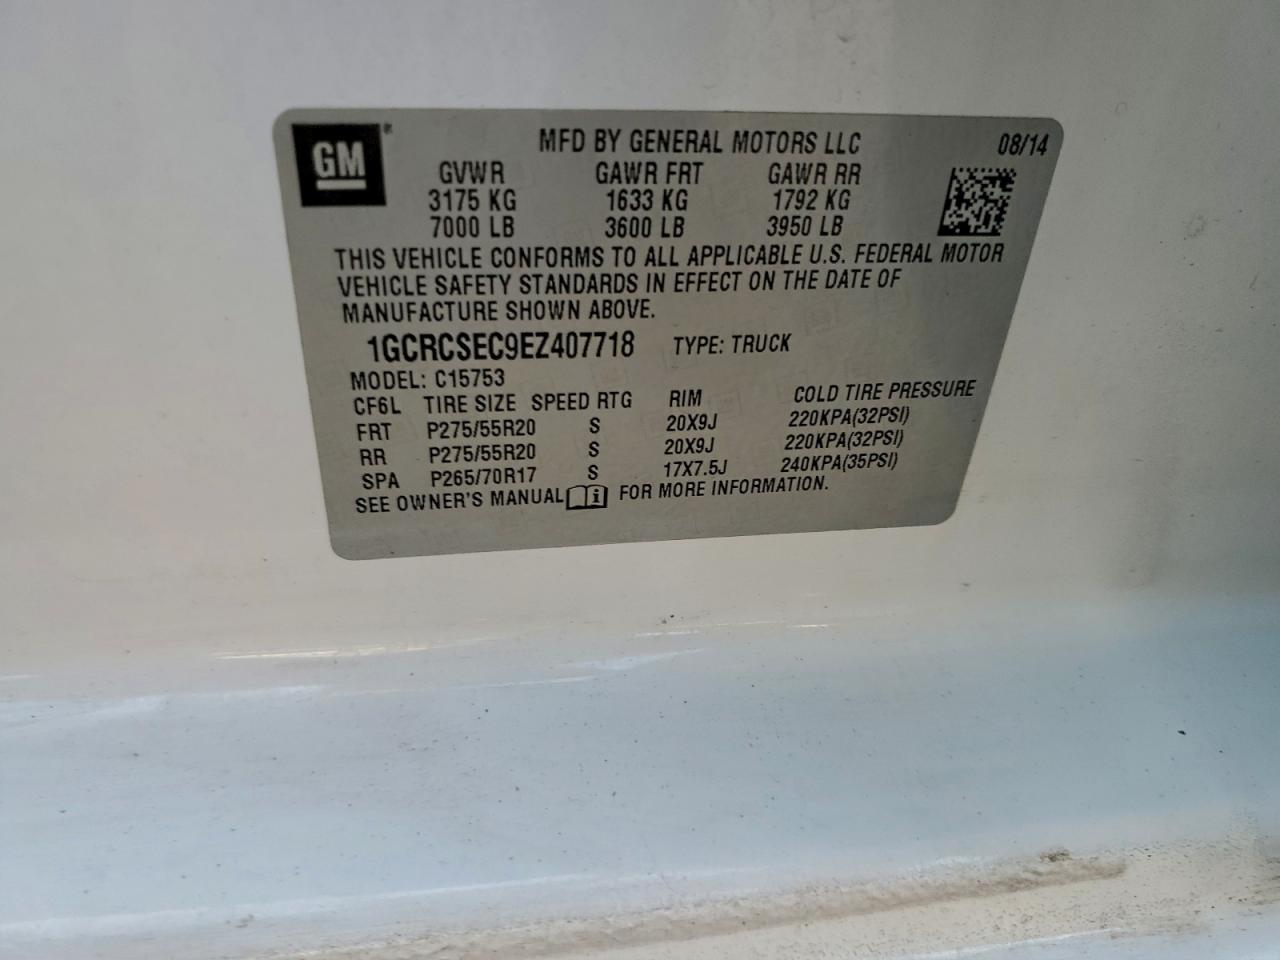 GM
MFD BY GENERAL MOTORS LLC 08/14
GVWR GAWR FRT GAWR RR
3175 KG 1633 KG 1792 KG
7000 LB 3600 LB 3950 LB
THIS VEHICLE CONFORMS TO ALL APPLICABLE U.S. FEDERAL MOTOR
VEHICLE SAFETY STANDARDS IN EFFECT ON THE DATE OF
MANUFACTURE SHOWN ABOVE.
1GCRCSEC9EZ407718 TYPE: TRUCK
MODEL: C15753
CF6L TIRE SIZE SPEED RTG RIM COLD TIRE PRESSURE
FRT P275/55R20 S 20X9J 220KPA(32PSI)
RR P275/55R20 S 20X9J 220KPA(32PSI)
SPA P265/70R17 S 17X7.5J 240KPA(35PSI)
SEE OWNER'S MANUAL i FOR MORE INFORMATION.